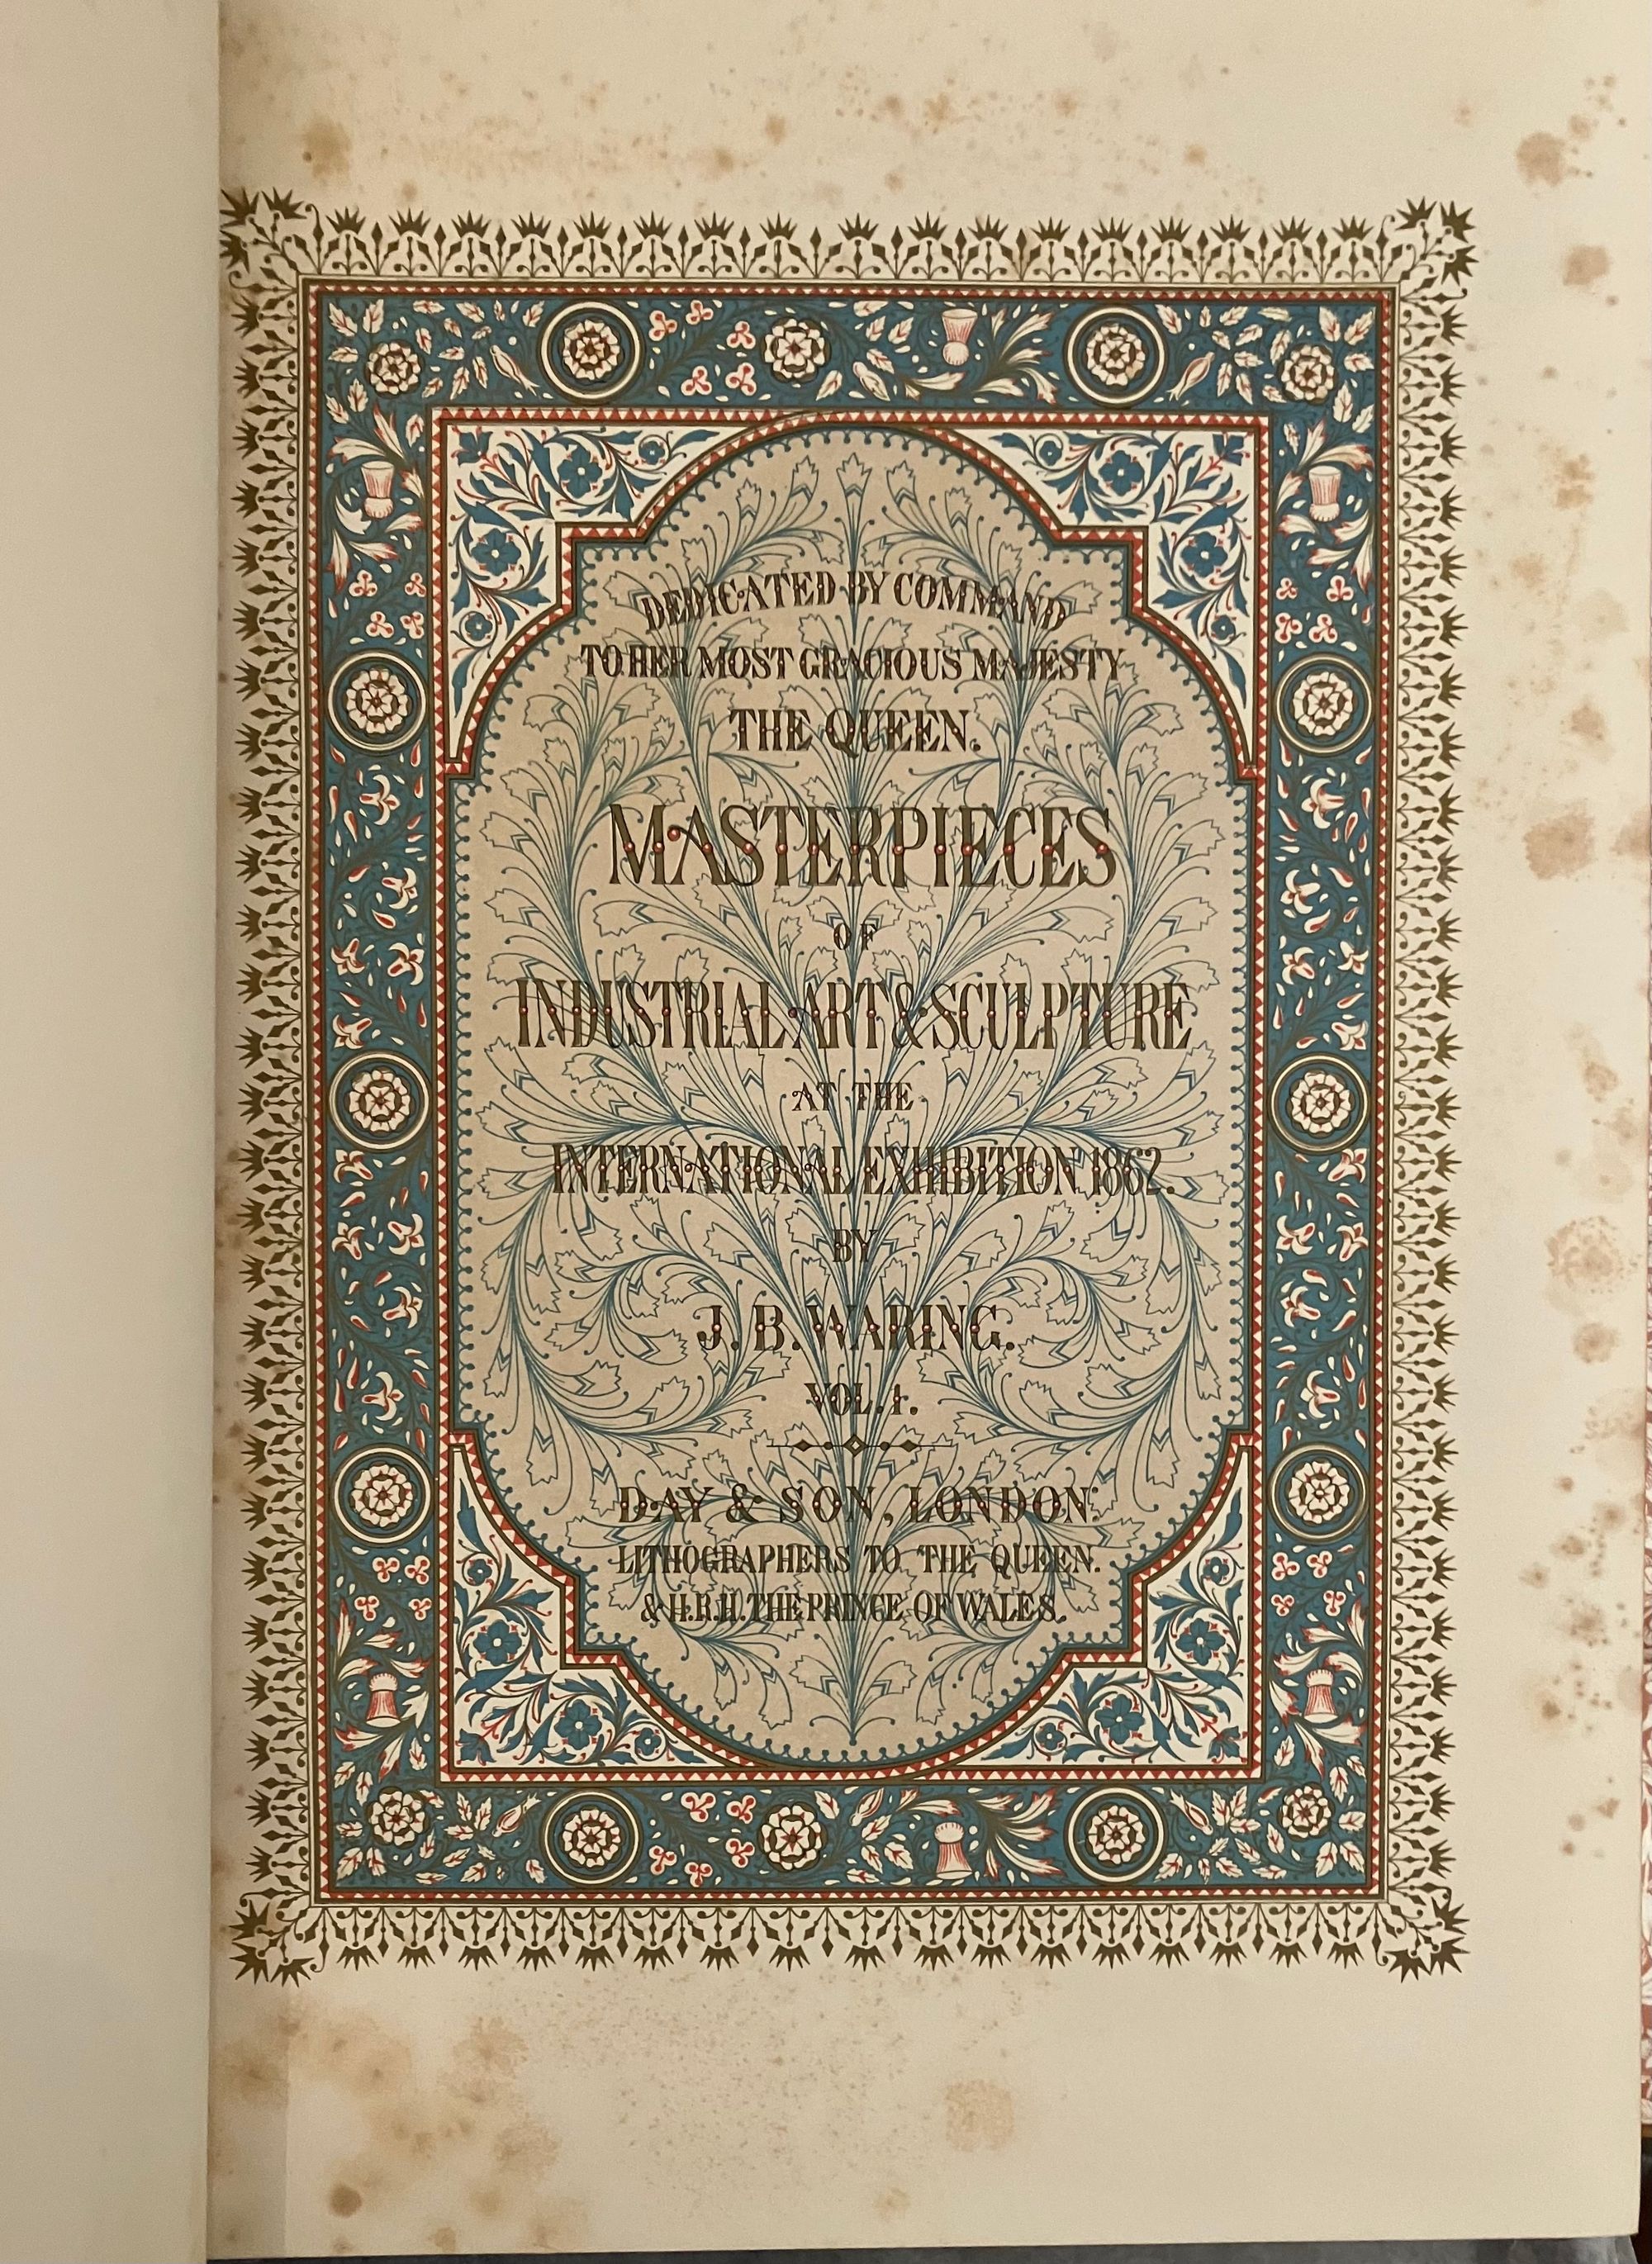 DEDICATED BY COMMAND
TO HER MOST GRACIOUS MAJESTY
THE QUEEN.
MASTERPIECES
OF
INDUSTRIAL ART & SCULPTURE
AT THE
INTERNATIONAL EXHIBITION 1862.
BY
J. B. WARING.
VOL. 1.
DAY & SON, LONDON.
LITHOGRAPHERS TO THE QUEEN.
& H.R.H. THE PRINCE OF WALES.